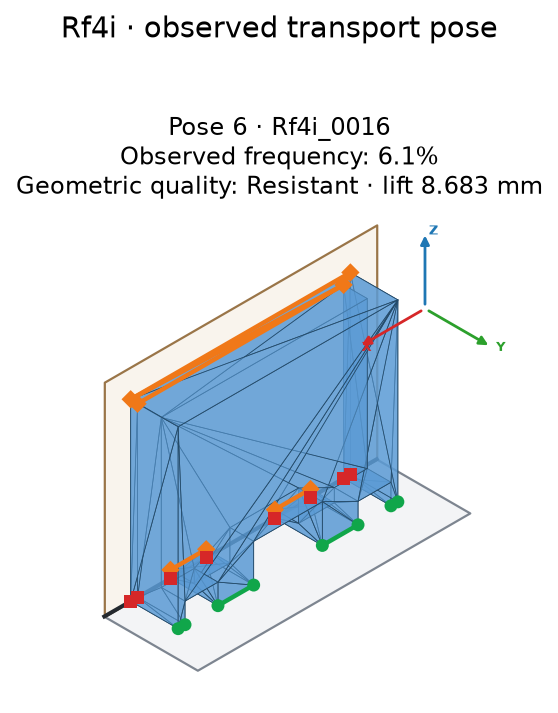 Rf4i · observed transport pose
Pose 6 · Rf4i_0016
Observed frequency: 6.1%
Geometric quality: Resistant · lift 8.683 mm
Z
X
Y